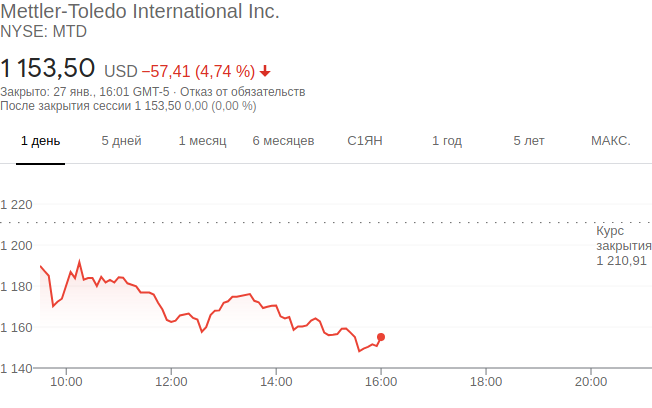 Mettler-Toledo International Inc.
NYSE: MTD
1 153,50 USD −57,41 (4,74 %)
Закрыто: 27 янв., 16:01 GMT-5 · Отказ от обязательств
После закрытия сессии 1 153,50 0,00 (0,00 %)
1 день 5 дней 1 месяц 6 месяцев С1ЯН 1 год 5 лет МАКС.
1 220
Курс
закрытия
1 210,91
1 200
1 180
1 160
1 140
10:00 12:00 14:00 16:00 18:00 20:00